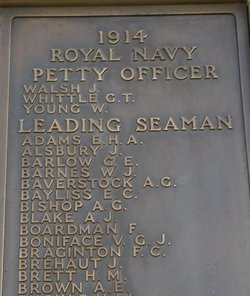 1914
ROYAL NAVY
PETTY OFFICER
WALSH J.
WHITTLE G.T.
YOUNG W.
LEADING SEAMAN
ADAMS E.H.A.
ALSBURY J.
BARLOW G.E.
BARNES W.J.
BAVERSTOCK A.G.
BAYLISS E.C.
BISHOP A.G.
BLAKE A.J.
BOARDMAN F.
BONIFACE V.G.J.
BRAGINTON F.C.
BREHAUT J.
BRETT H.M.
BROWN A.E.